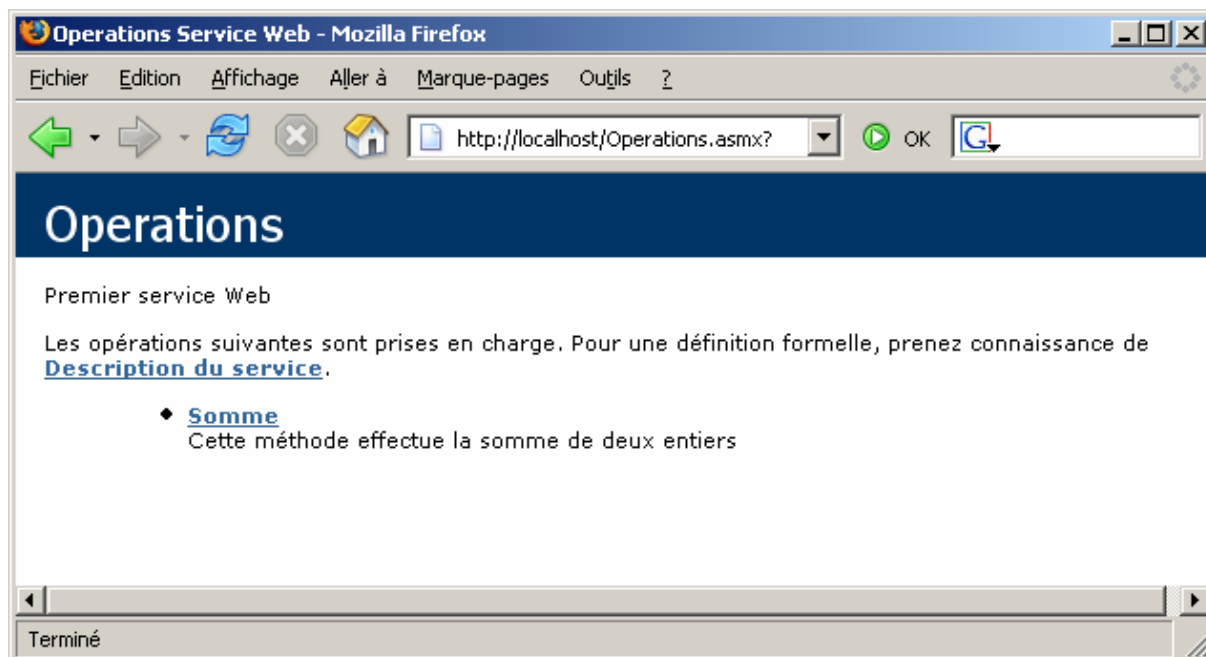 Operations Service Web - Mozilla Firefox
Fichier Edition Affichage Aller à Marque-pages Outils ?
http://localhost/Operations.asmx? OK G
Operations
Premier service Web
Les opérations suivantes sont prises en charge. Pour une définition formelle, prenez connaissance de
Description du service.
Somme
Cette méthode effectue la somme de deux entiers
Terminé